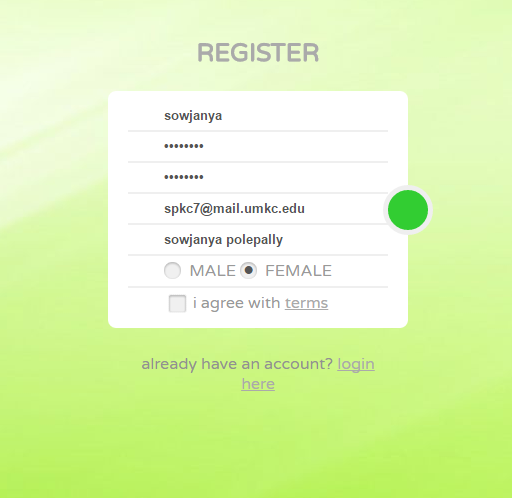 REGISTER
sowjanya
••••••••
••••••••
spkc7@mail.umkc.edu
sowjanya polepally
MALE FEMALE
i agree with terms
already have an account? login
here